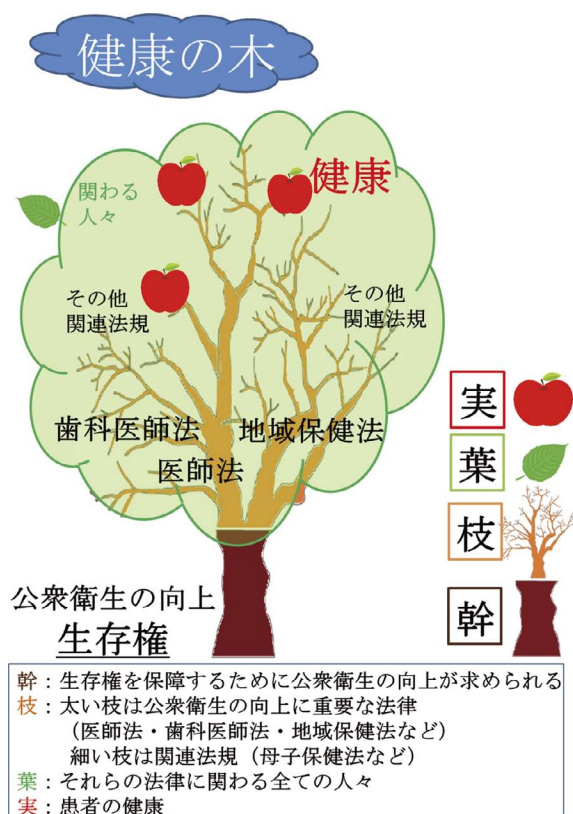 健康の木
健康
関わる
人々
その他
関連法規
その他
関連法規
歯科医師法
地域保健法
医師法
実
葉
枝
幹
公衆衛生の向上
生存権
幹：生存権を保障するために公衆衛生の向上が求められる
枝：太い枝は公衆衛生の向上に重要な法律
（医師法・歯科医師法・地域保健法など）
細い枝は関連法規（母子保健法など）
葉：それらの法律に関わる全ての人々
実：患者の健康